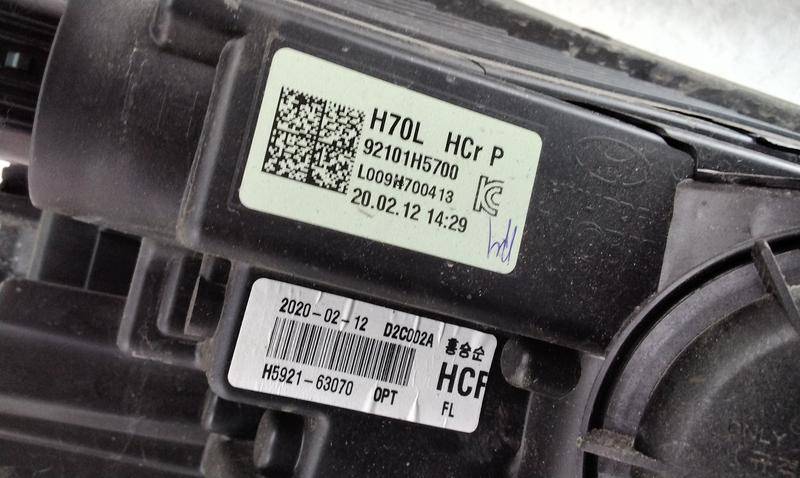 H70L HCr P
92101H5700
L009H700413
20.02.12 14:29
2020-02-12 D2C002A 홍승순
H5921-63070 OPT
HCF
FL
ONLY